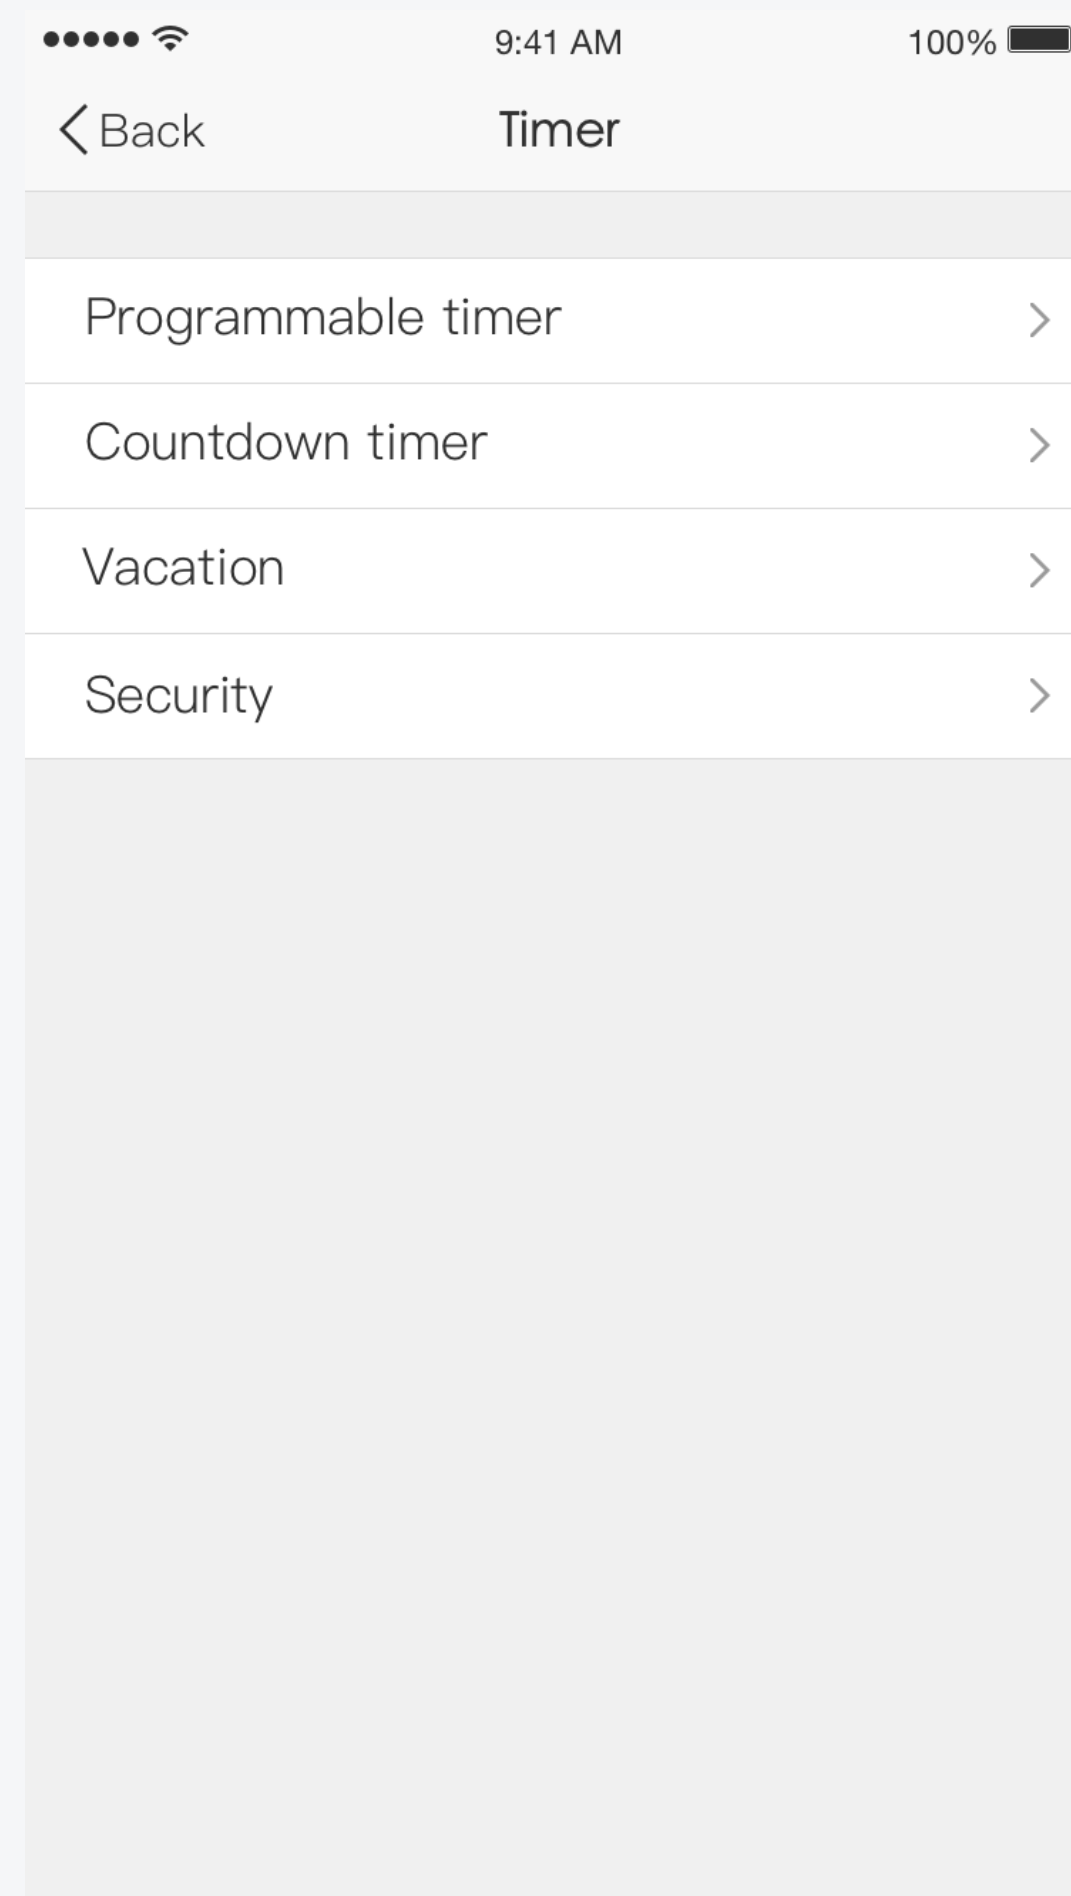 9:41 AM
100%
Back
Timer
Programmable timer
Countdown timer
Vacation
Security